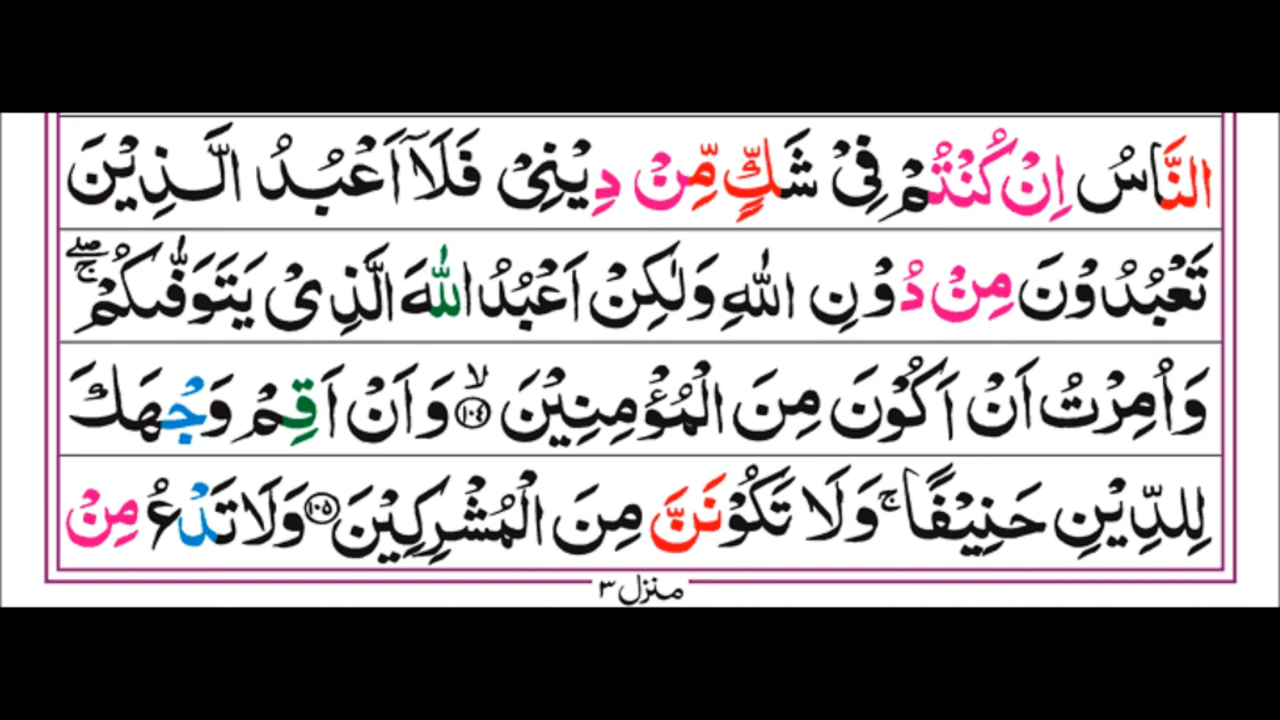 النَّاسُ اِنْ كُنْتُمْ فِیْ شَكٍّ مِّنْ دِیْنِیْ فَلَاۤ اَعْبُدُ الَّذِیْنَ
تَعْبُدُوْنَ مِنْ دُوْنِ اللّٰهِ وَلٰكِنْ اَعْبُدُ اللّٰهَ الَّذِیْ یَتَوَفّٰىكُمْ ۖۚ
وَاُمِرْتُ اَنْ اَكُوْنَ مِنَ الْمُؤْمِنِیْنَ ۙ﴿۱۰۴﴾ وَاَنْ اَقِمْ وَجْهَكَ
لِلدِّیْنِ حَنِیْفًا ۚ وَلَا تَكُوْنَنَّ مِنَ الْمُشْرِكِیْنَ ﴿۱۰۵﴾ وَلَا تَدْعُ مِنْ
منزل ۳